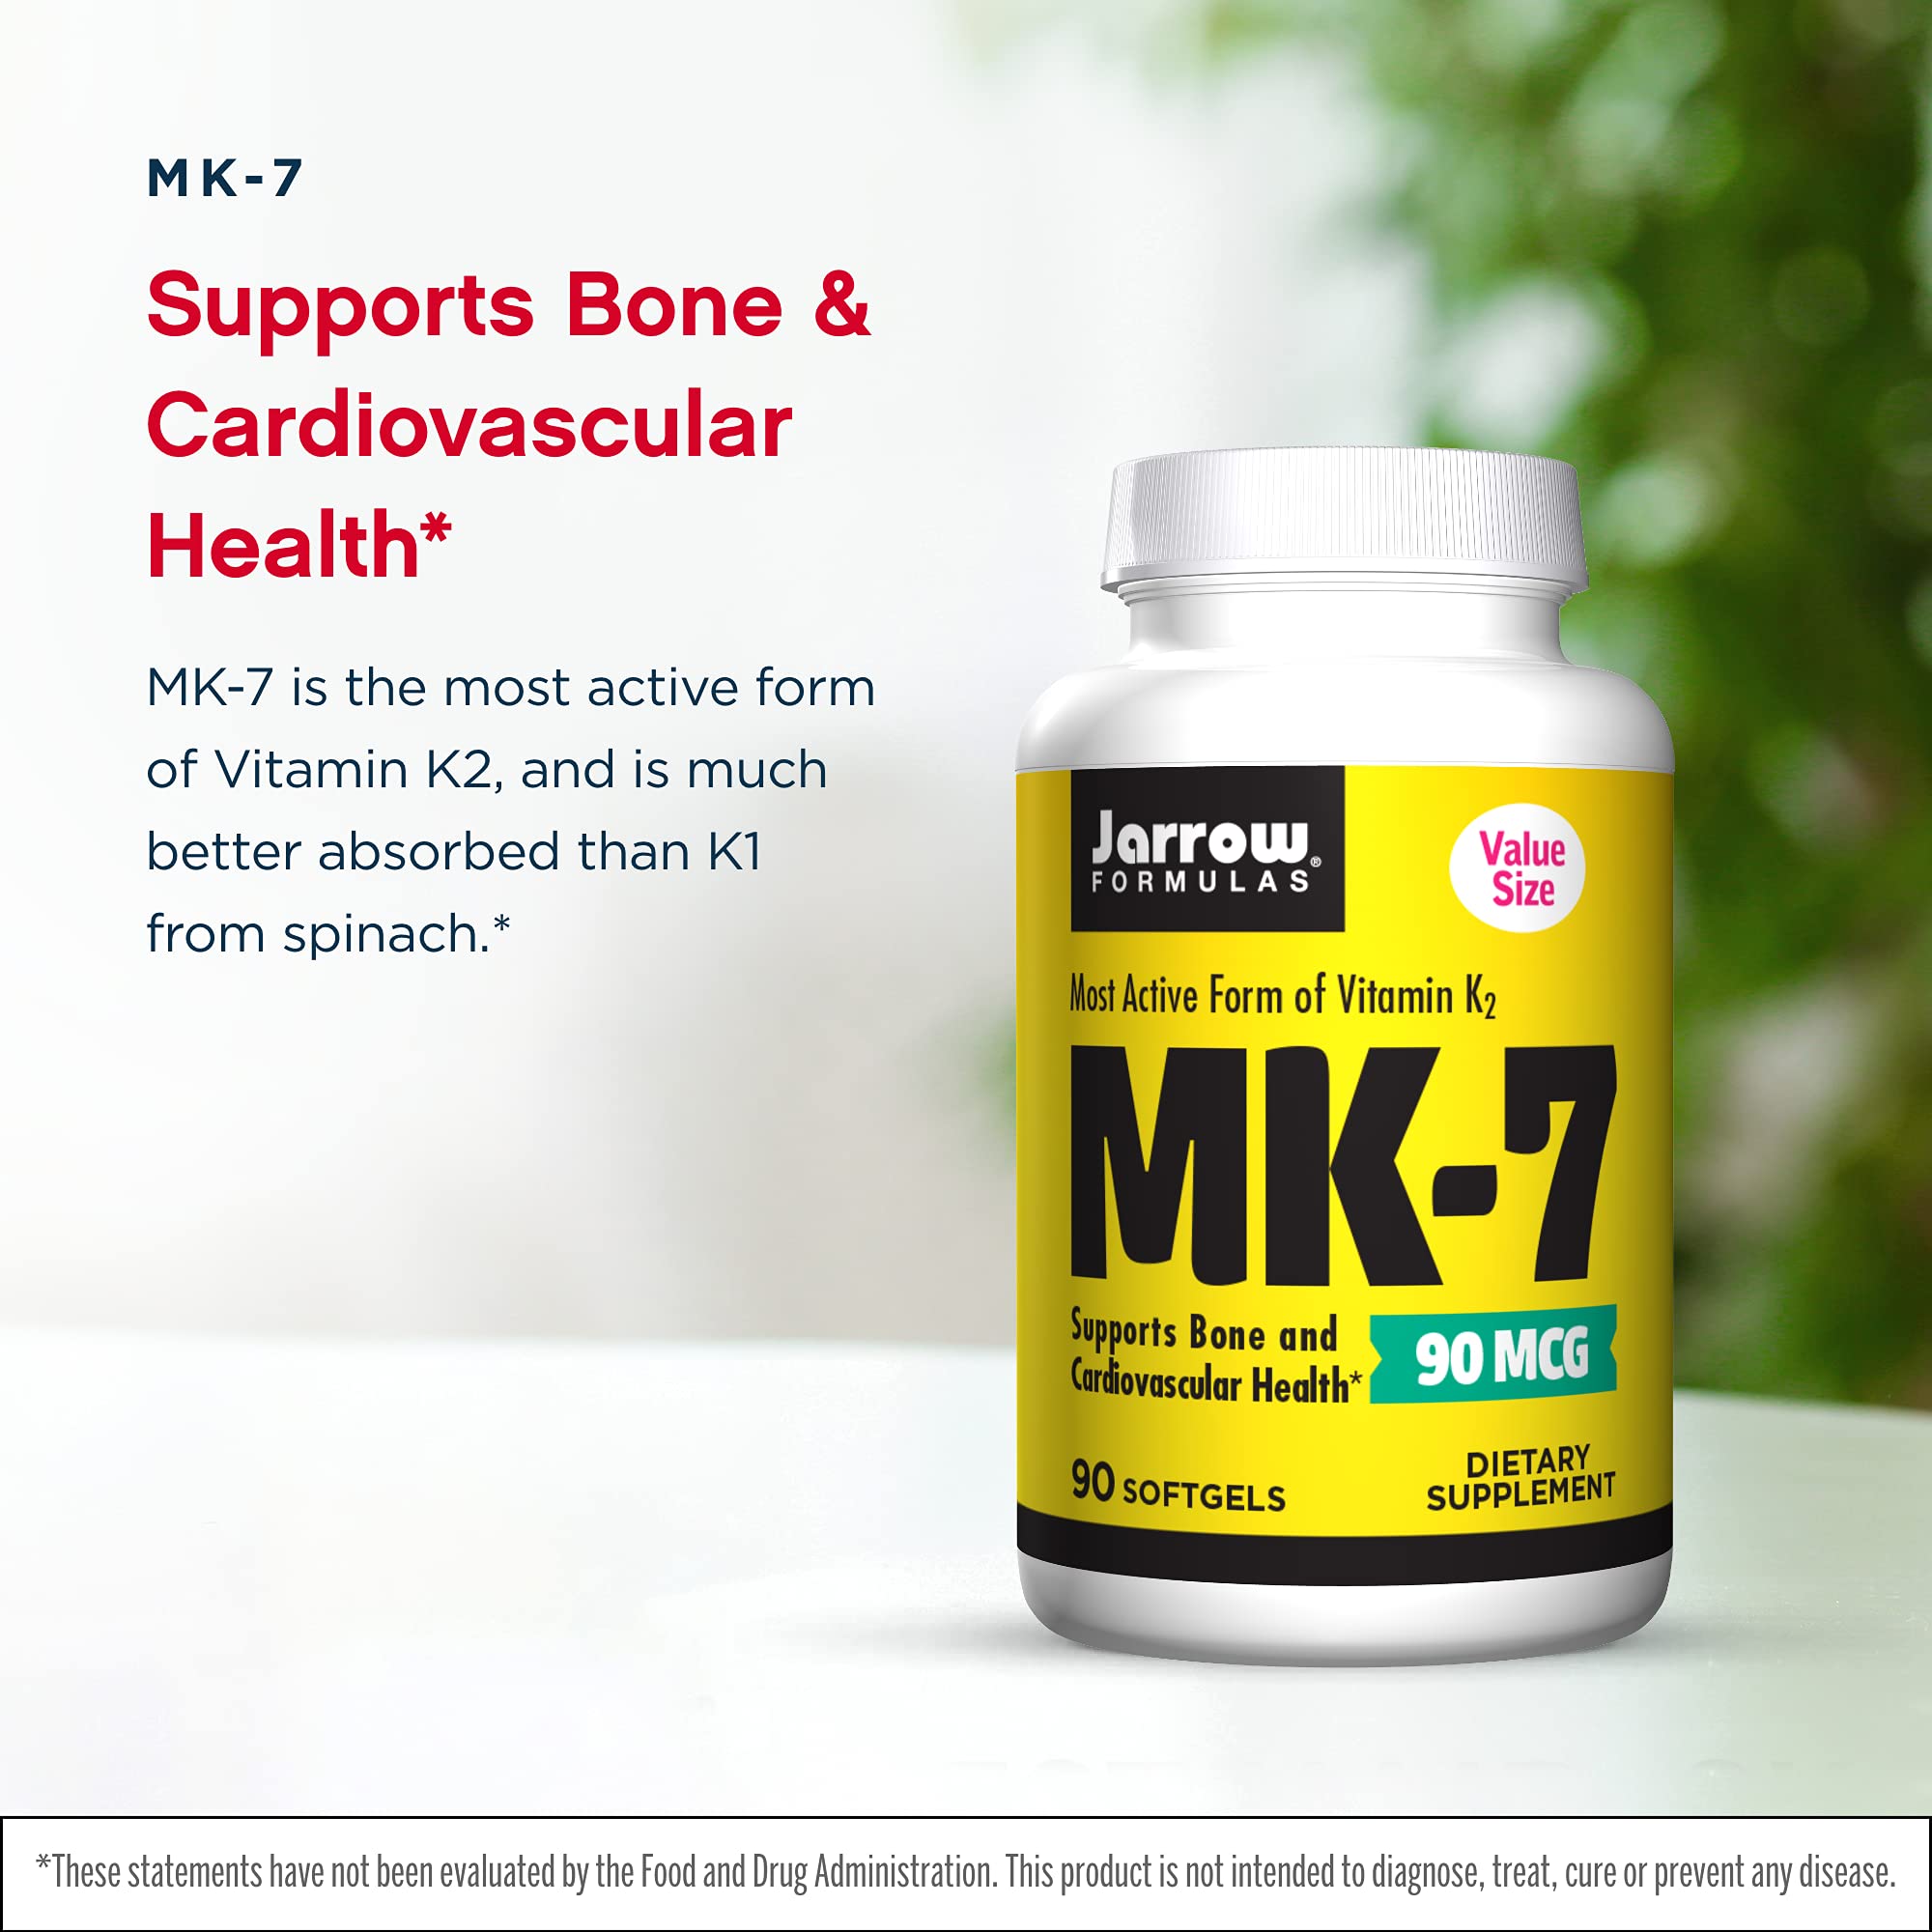 MK-7
Supports Bone &
Cardiovascular
Health*
MK-7 is the most active form
of Vitamin K2, and is much
better absorbed than K1
from spinach.*
Jarrow®
FORMULAS
Value
Size
Most Active Form of Vitamin K₂
MK-7
Supports Bone and
Cardiovascular Health*
90 MCG
90 SOFTGELS
DIETARY
SUPPLEMENT
*These statements have not been evaluated by the Food and Drug Administration. This product is not intended to diagnose, treat, cure or prevent any disease.